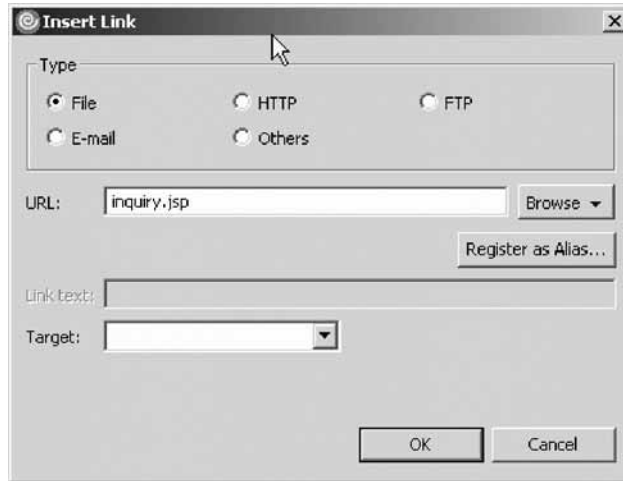 Insert Link
Type
File
HTTP
FTP
E-mail
Others
URL:
inquiry.jsp
Browse
Register as Alias...
Link text:
Target:
OK
Cancel